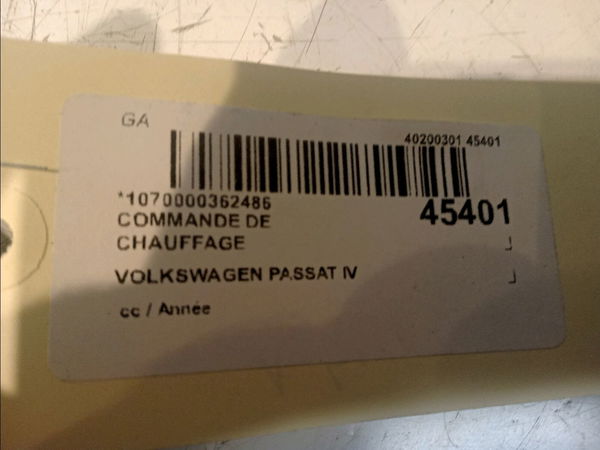 GA
40200301 45401
*1070000362486
45401
COMMANDE DE
CHAUFFAGE
VOLKSWAGEN PASSAT IV
cc / Année